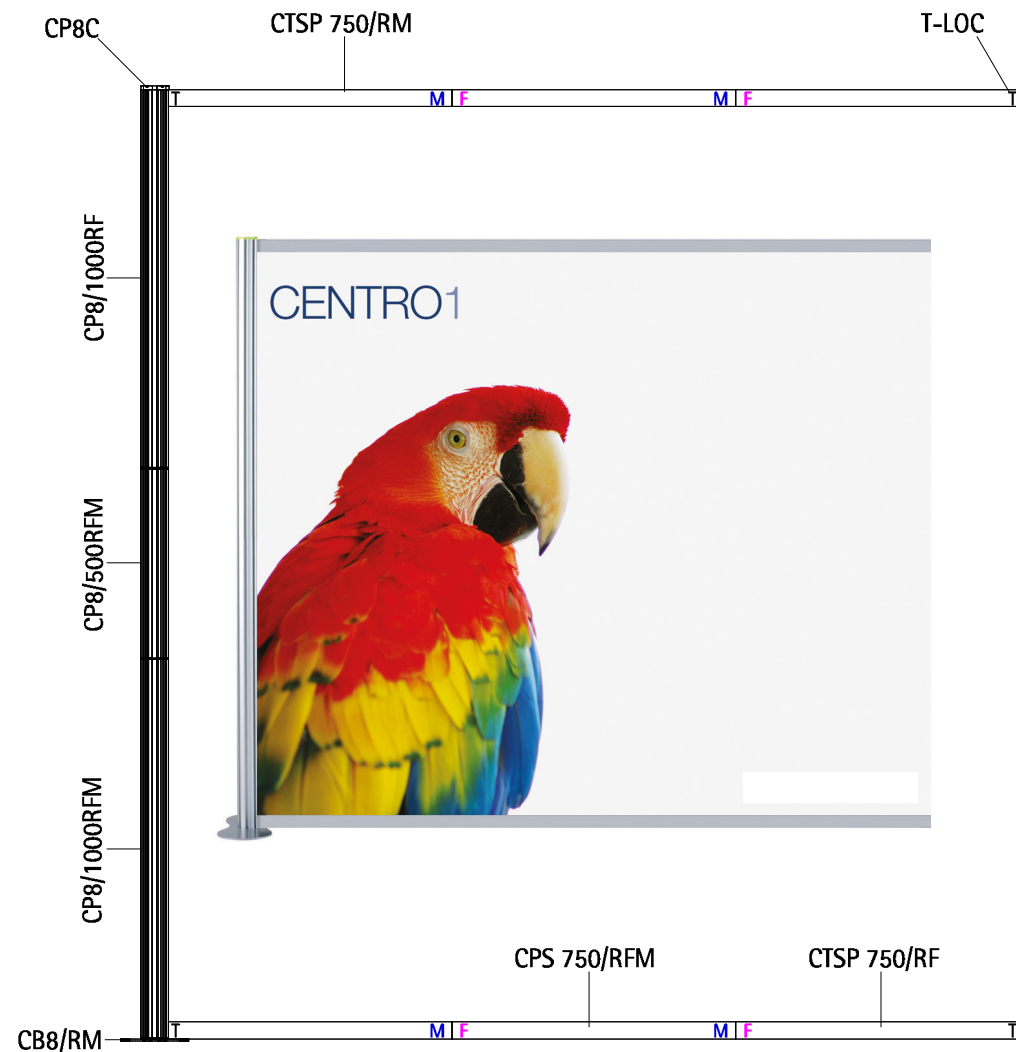 CP8C
CTSP 750/RM
T-LOC
T
M
F
M
F
T
CP8/1000RF
CENTRO1
CP8/500RFM
CP8/1000RFM
CPS 750/RFM
CTSP 750/RF
CB8/RM
T
M
F
M
F
T